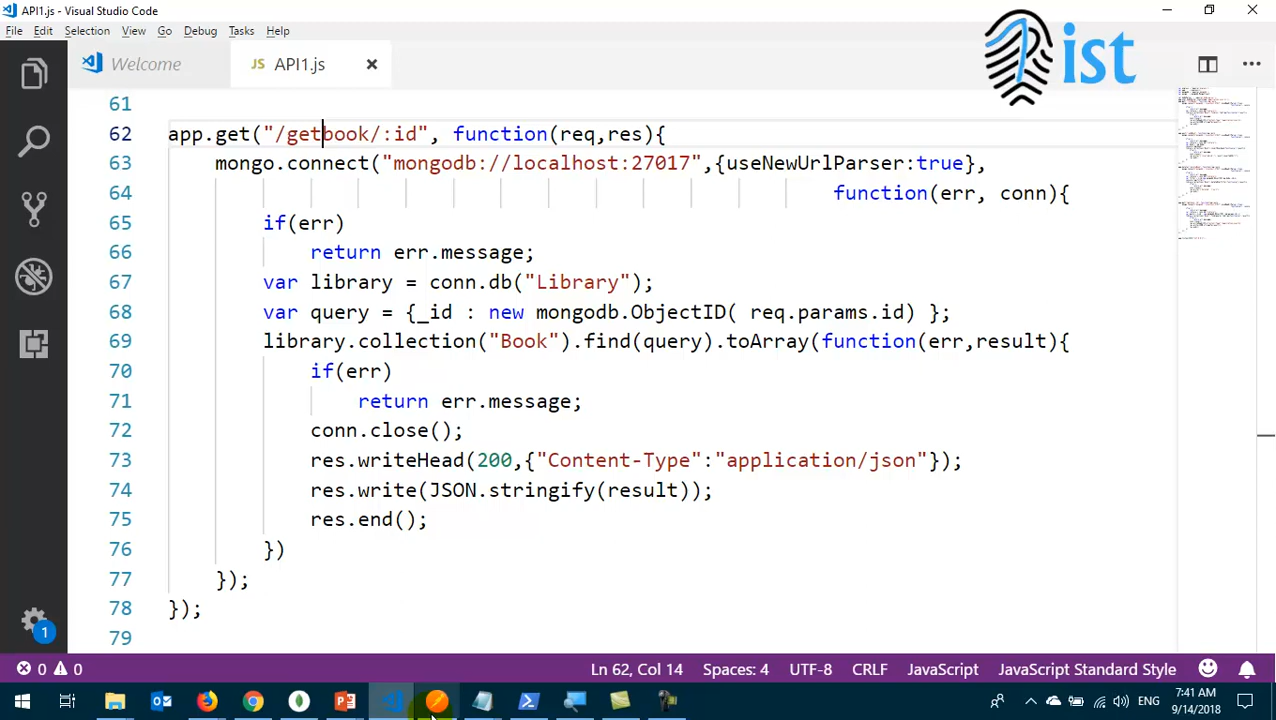 API1.js - Visual Studio Code
File Edit Selection View Go Debug Tasks Help
ist
Welcome
JS API1.js
61
62 app.get("/getbook/:id", function(req,res){
63 mongo.connect("mongodb://localhost:27017",{useNewUrlParser:true},
64 function(err, conn){
65 if(err)
66 return err.message;
67 var library = conn.db("Library");
68 var query = {_id : new mongodb.ObjectID( req.params.id) };
69 library.collection("Book").find(query).toArray(function(err,result){
70 if(err)
71 return err.message;
72 conn.close();
73 res.writeHead(200,{"Content-Type":"application/json"});
74 res.write(JSON.stringify(result));
75 res.end();
76 })
77 });
78 });
79
1
0 0 Ln 62, Col 14 Spaces: 4 UTF-8 CRLF JavaScript JavaScript Standard Style
ENG
7:41 AM
9/14/2018